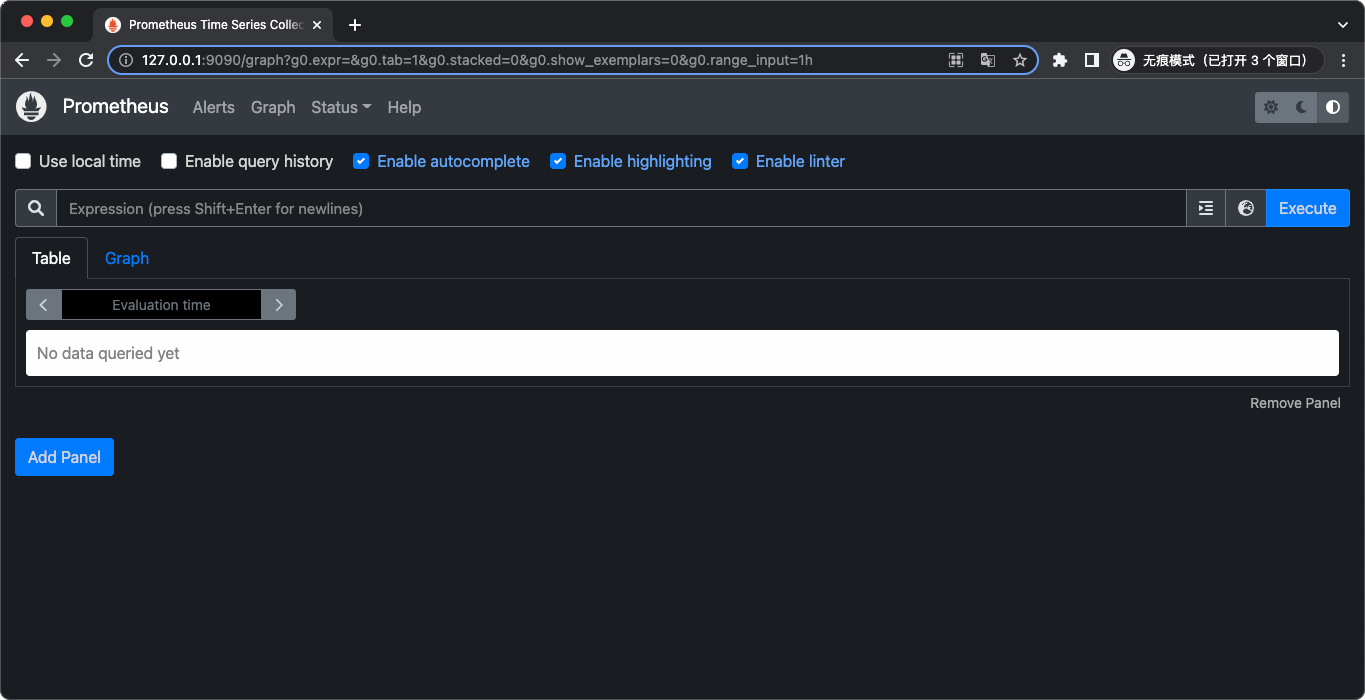 Prometheus Time Series Collec
127.0.0.1:9090/graph?g0.expr=&g0.tab=1&g0.stacked=0&g0.show_exemplars=0&g0.range_input=1h
无痕模式（已打开 3 个窗口）
Prometheus Alerts Graph Status Help
Use local time Enable query history Enable autocomplete Enable highlighting Enable linter
Expression (press Shift+Enter for newlines) Execute
Table Graph
Evaluation time
No data queried yet
Remove Panel
Add Panel